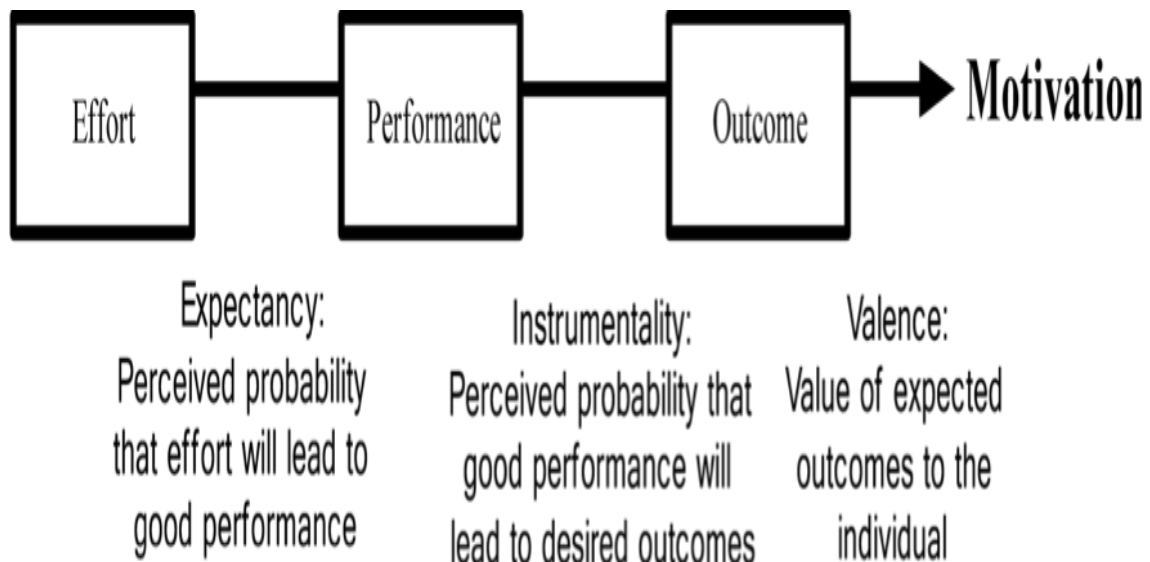 Effort
Performance
Outcome
Motivation
Expectancy:
Perceived probability
that effort will lead to
good performance
Instrumentality:
Perceived probability that
good performance will
lead to desired outcomes
Valence:
Value of expected
outcomes to the
individual